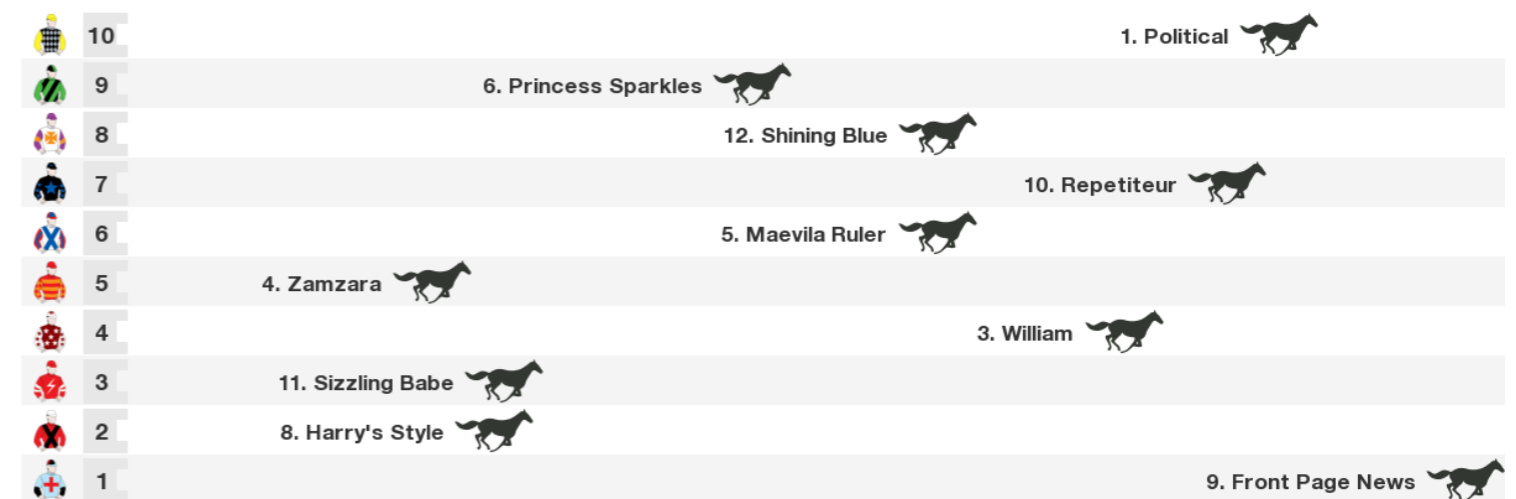 10 1. Political
9 6. Princess Sparkles
8 12. Shining Blue
7 10. Repetiteur
6 5. Maevila Ruler
5 4. Zamzara
4 3. William
3 11. Sizzling Babe
2 8. Harry's Style
1 9. Front Page News